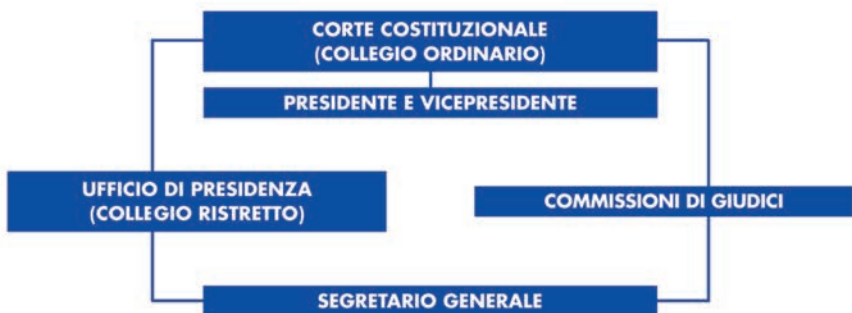 CORTE COSTITUZIONALE
(COLLEGIO ORDINARIO)
PRESIDENTE E VICEPRESIDENTE
UFFICIO DI PRESIDENZA
(COLLEGIO RISTRETTO)
COMMISSIONI DI GIUDICI
SEGRETARIO GENERALE